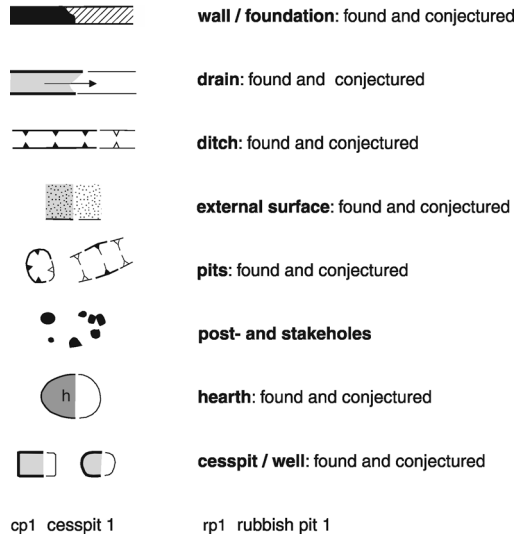 wall / foundation: found and conjectured
drain: found and conjectured
ditch: found and conjectured
external surface: found and conjectured
pits: found and conjectured
post- and stakeholes
h
hearth: found and conjectured
cesspit / well: found and conjectured
cp1 cesspit 1 rp1 rubbish pit 1